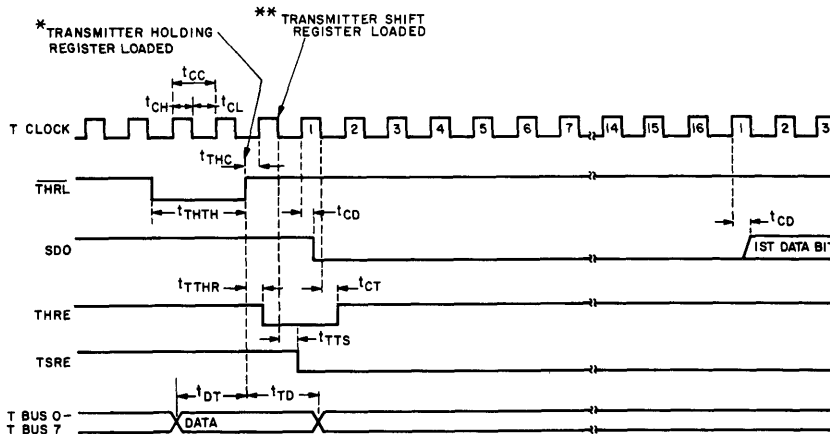 *TRANSMITTER HOLDING
REGISTER LOADED
**TRANSMITTER SHIFT
REGISTER LOADED
tCC
tCH
tCL
T CLOCK
1 2 3 4 5 6 7 14 15 16 1 2 3
tTHC
THRL
tTHTH
tCD
tCD
SDO
1ST DATA BIT
tTTHR
tCT
THRE
tTTS
TSRE
tDT
tTD
T BUS 0-
T BUS 7
DATA